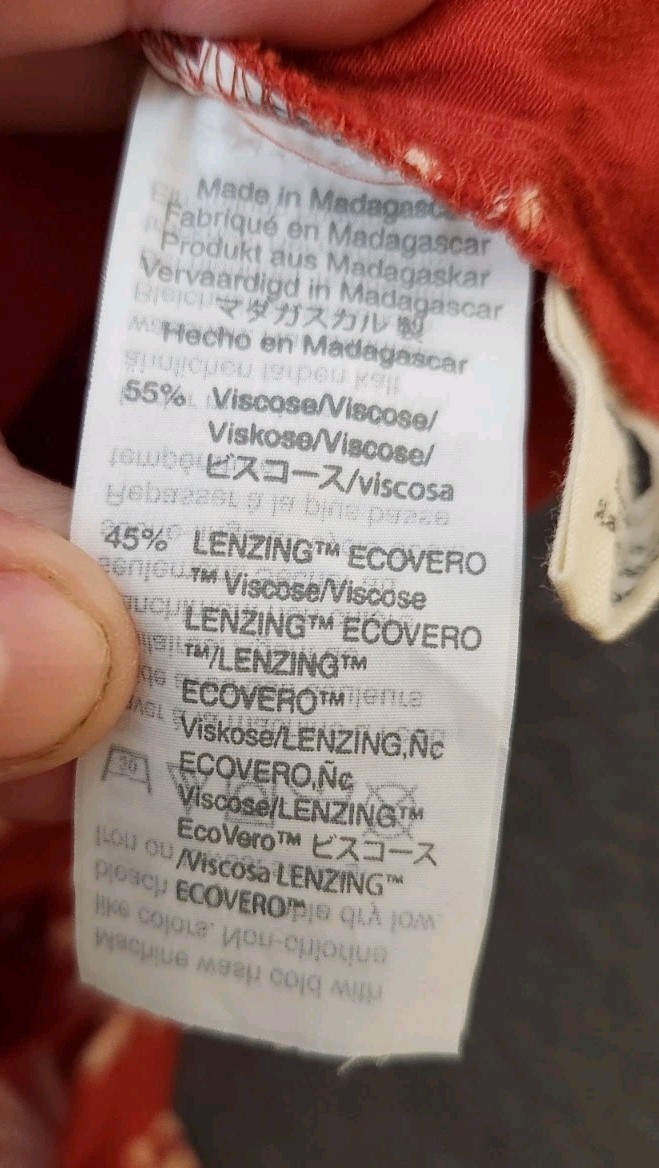 Made in Madagascar
Fabriqué en Madagascar
Produkt aus Madagaskar
Vervaardigd in Madagascar
マダガスカル製
Hecho en Madagascar
55% Viscose/Viscose/
Viskose/Viscose/
ビスコース/viscosa
45% LENZING™ ECOVERO
™ Viscose/Viscose
LENZING™ ECOVERO
™/LENZING™
ECOVERO™
Viskose/LENZING‚Ñ¢
ECOVERO‚Ñ¢
Viscose/LENZING™
EcoVero™ ビスコース
/Viscosa LENZING™
ECOVERO™